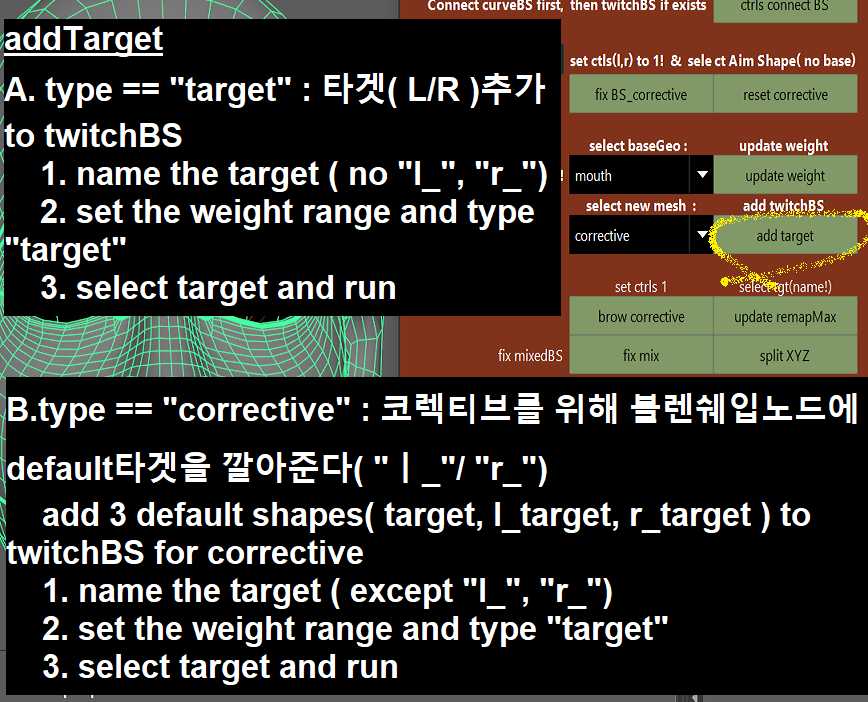 Connect curveBS first, then twitchBS if exists
ctrls connect BS
addTarget
set ctls(l,r) to 1! & select Aim Shape( no base)
A. type == "target" : 타겟( L/R )추가
fix BS_corrective
reset corrective
to twitchBS
select baseGeo :
update weight
1. name the target ( no "l_", "r_")
!
mouth
update weight
2. set the weight range and type
select new mesh :
add twitchBS
"target"
corrective
add target
3. select target and run
set ctrls 1
select tgt(name!)
brow corrective
update remapMax
fix mixedBS
fix mix
split XYZ
B.type == "corrective" : 코렉티브를 위해 블렌쉐입노드에
default타겟을 깔아준다( "ㅣ_"/ "r_")
add 3 default shapes( target, l_target, r_target ) to
twitchBS for corrective
1. name the target ( except "l_", "r_")
2. set the weight range and type "target"
3. select target and run